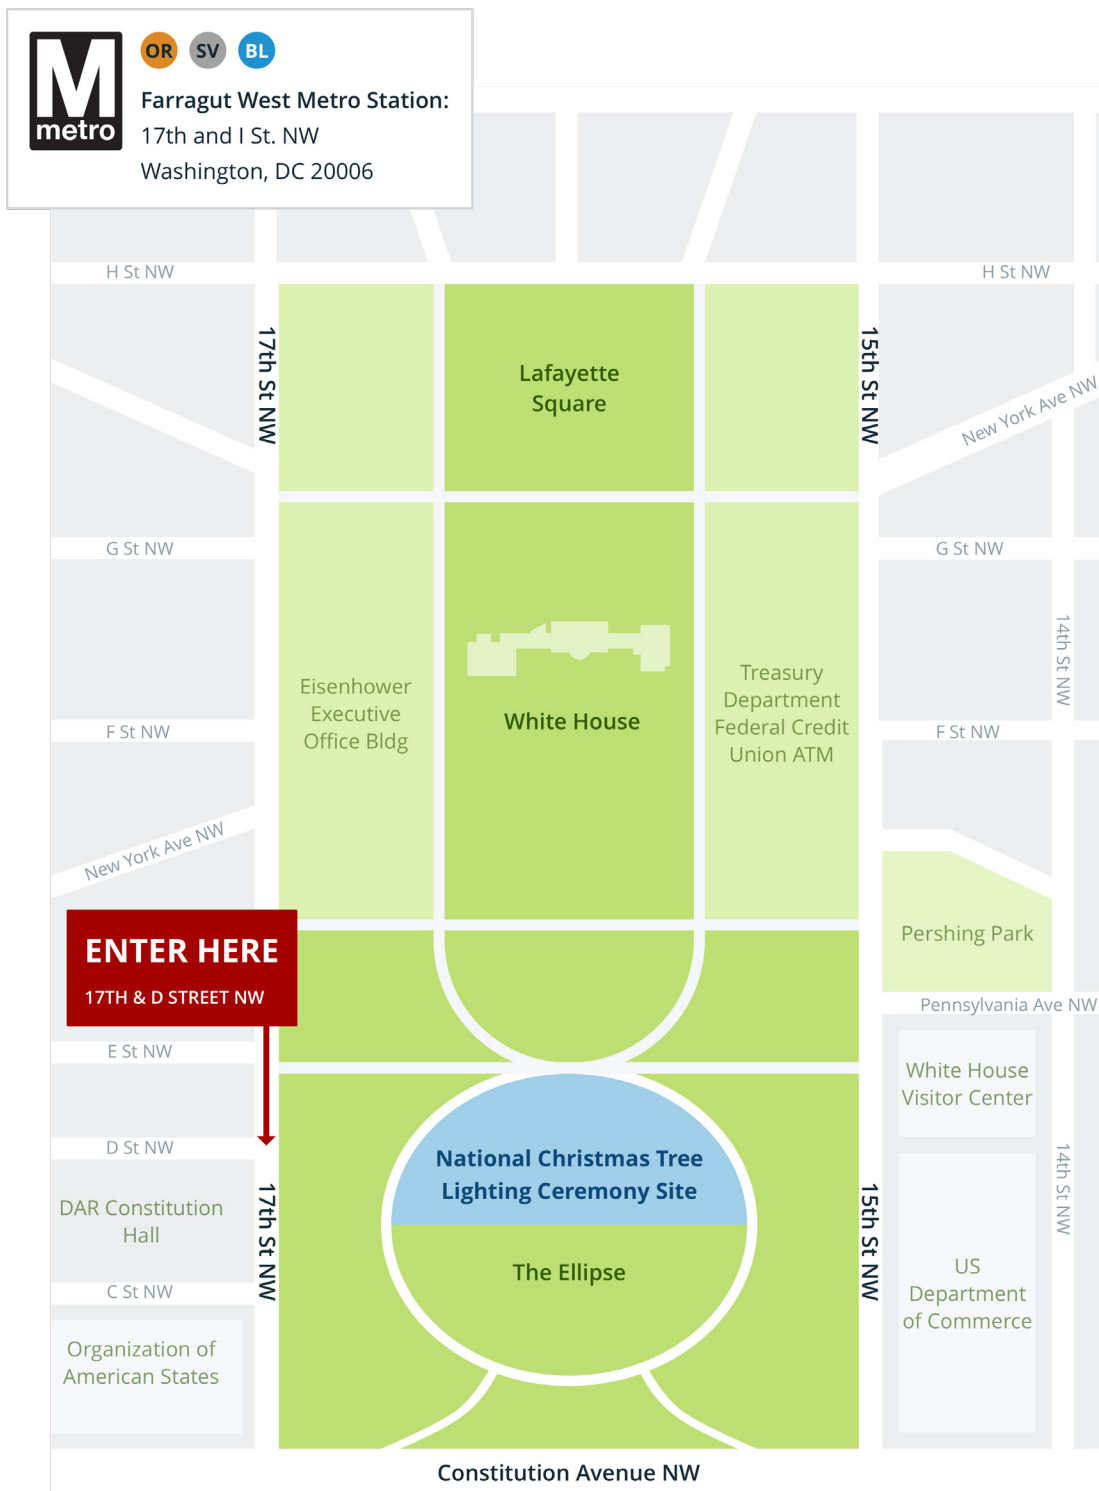 M
metro
OR SV BL
Farragut West Metro Station:
17th and I St. NW
Washington, DC 20006
H St NW
H St NW
17th St NW
15th St NW
Lafayette
Square
New York Ave NW
G St NW
G St NW
14th St NW
F St NW
F St NW
Eisenhower
Executive
Office Bldg
White House
Treasury
Department
Federal Credit
Union ATM
New York Ave NW
ENTER HERE
17TH & D STREET NW
Pershing Park
Pennsylvania Ave NW
E St NW
White House
Visitor Center
D St NW
National Christmas Tree
Lighting Ceremony Site
14th St NW
DAR Constitution
Hall
17th St NW
15th St NW
The Ellipse
US
Department
of Commerce
C St NW
Organization of
American States
Constitution Avenue NW